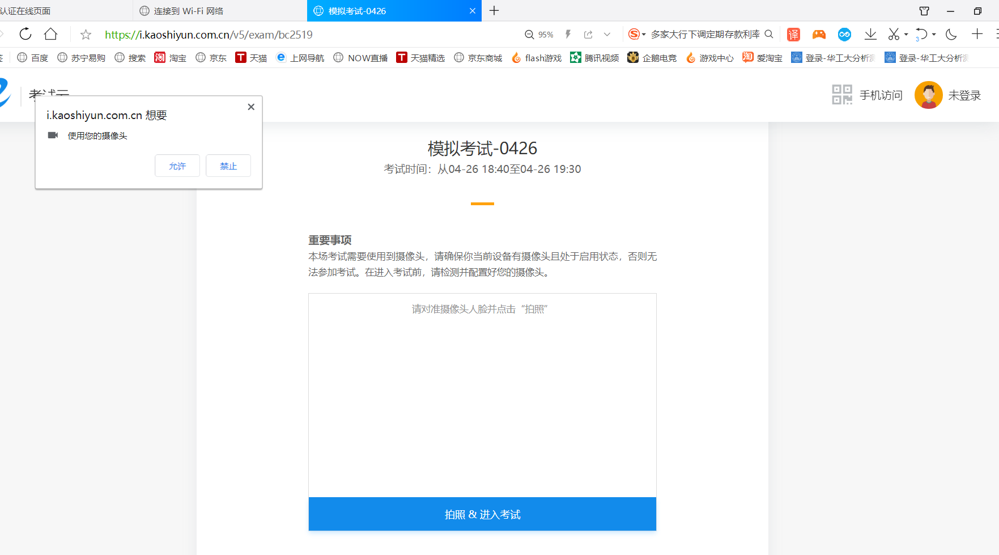 认证在线页面
连接到 Wi-Fi 网络
模拟考试-0426
https://i.kaoshiyun.com.cn/v5/exam/bc2519
95%
多家大行下调定期存款利率
译
3
百度
苏宁易购
搜索
淘 淘宝
京东
T 天猫
上网导航
NOW直播
T 天猫精选
京东商城
flash游戏
腾讯视频
企鹅电竞
游戏中心
淘 爱淘宝
登录-华工大分析测
登录-华工大分析测
考试云
手机访问
未登录
i.kaoshiyun.com.cn 想要
使用您的摄像头
允许
禁止
模拟考试-0426
考试时间：从04-26 18:40至04-26 19:30
重要事项
本场考试需要使用到摄像头，请确保你当前设备有摄像头且处于启用状态，否则无
法参加考试。在进入考试前，请检测并配置好您的摄像头。
请对准摄像头人脸并点击“拍照”
拍照 & 进入考试